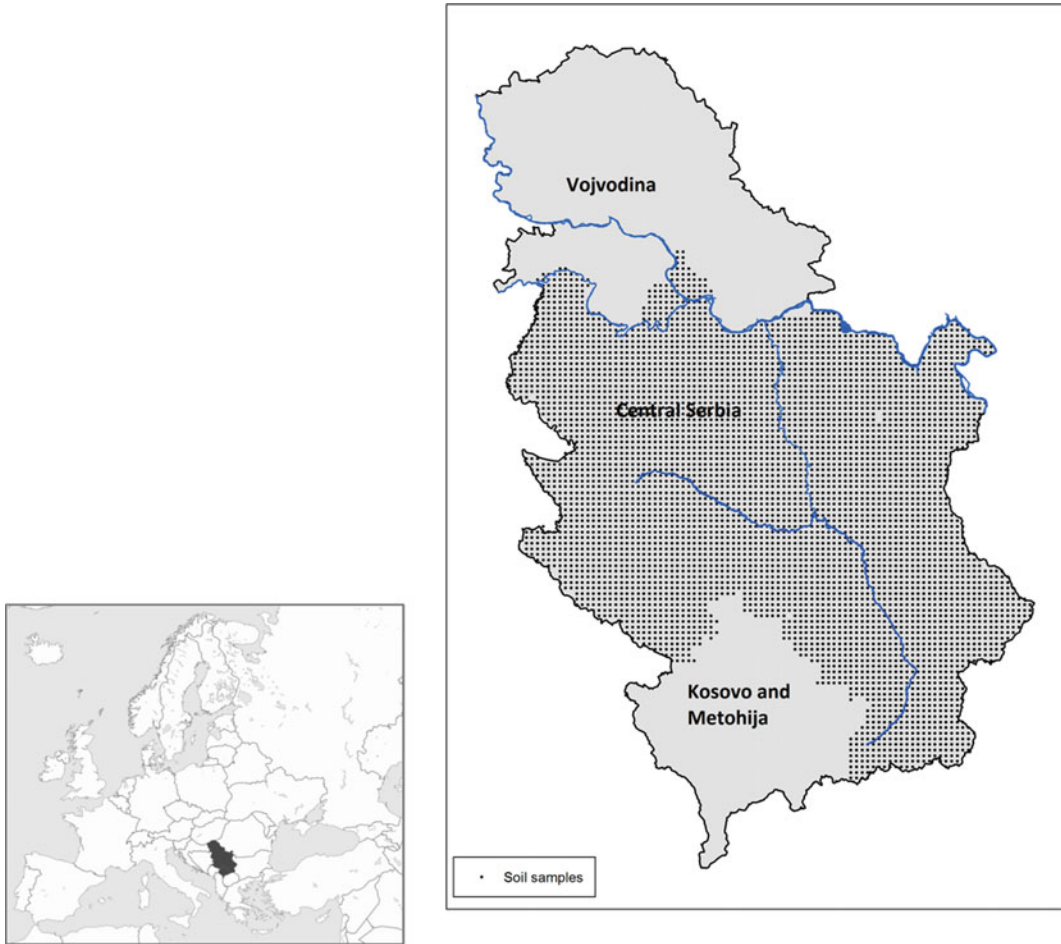 Vojvodina
Central Serbia
Kosovo and
Metohija
Soil samples